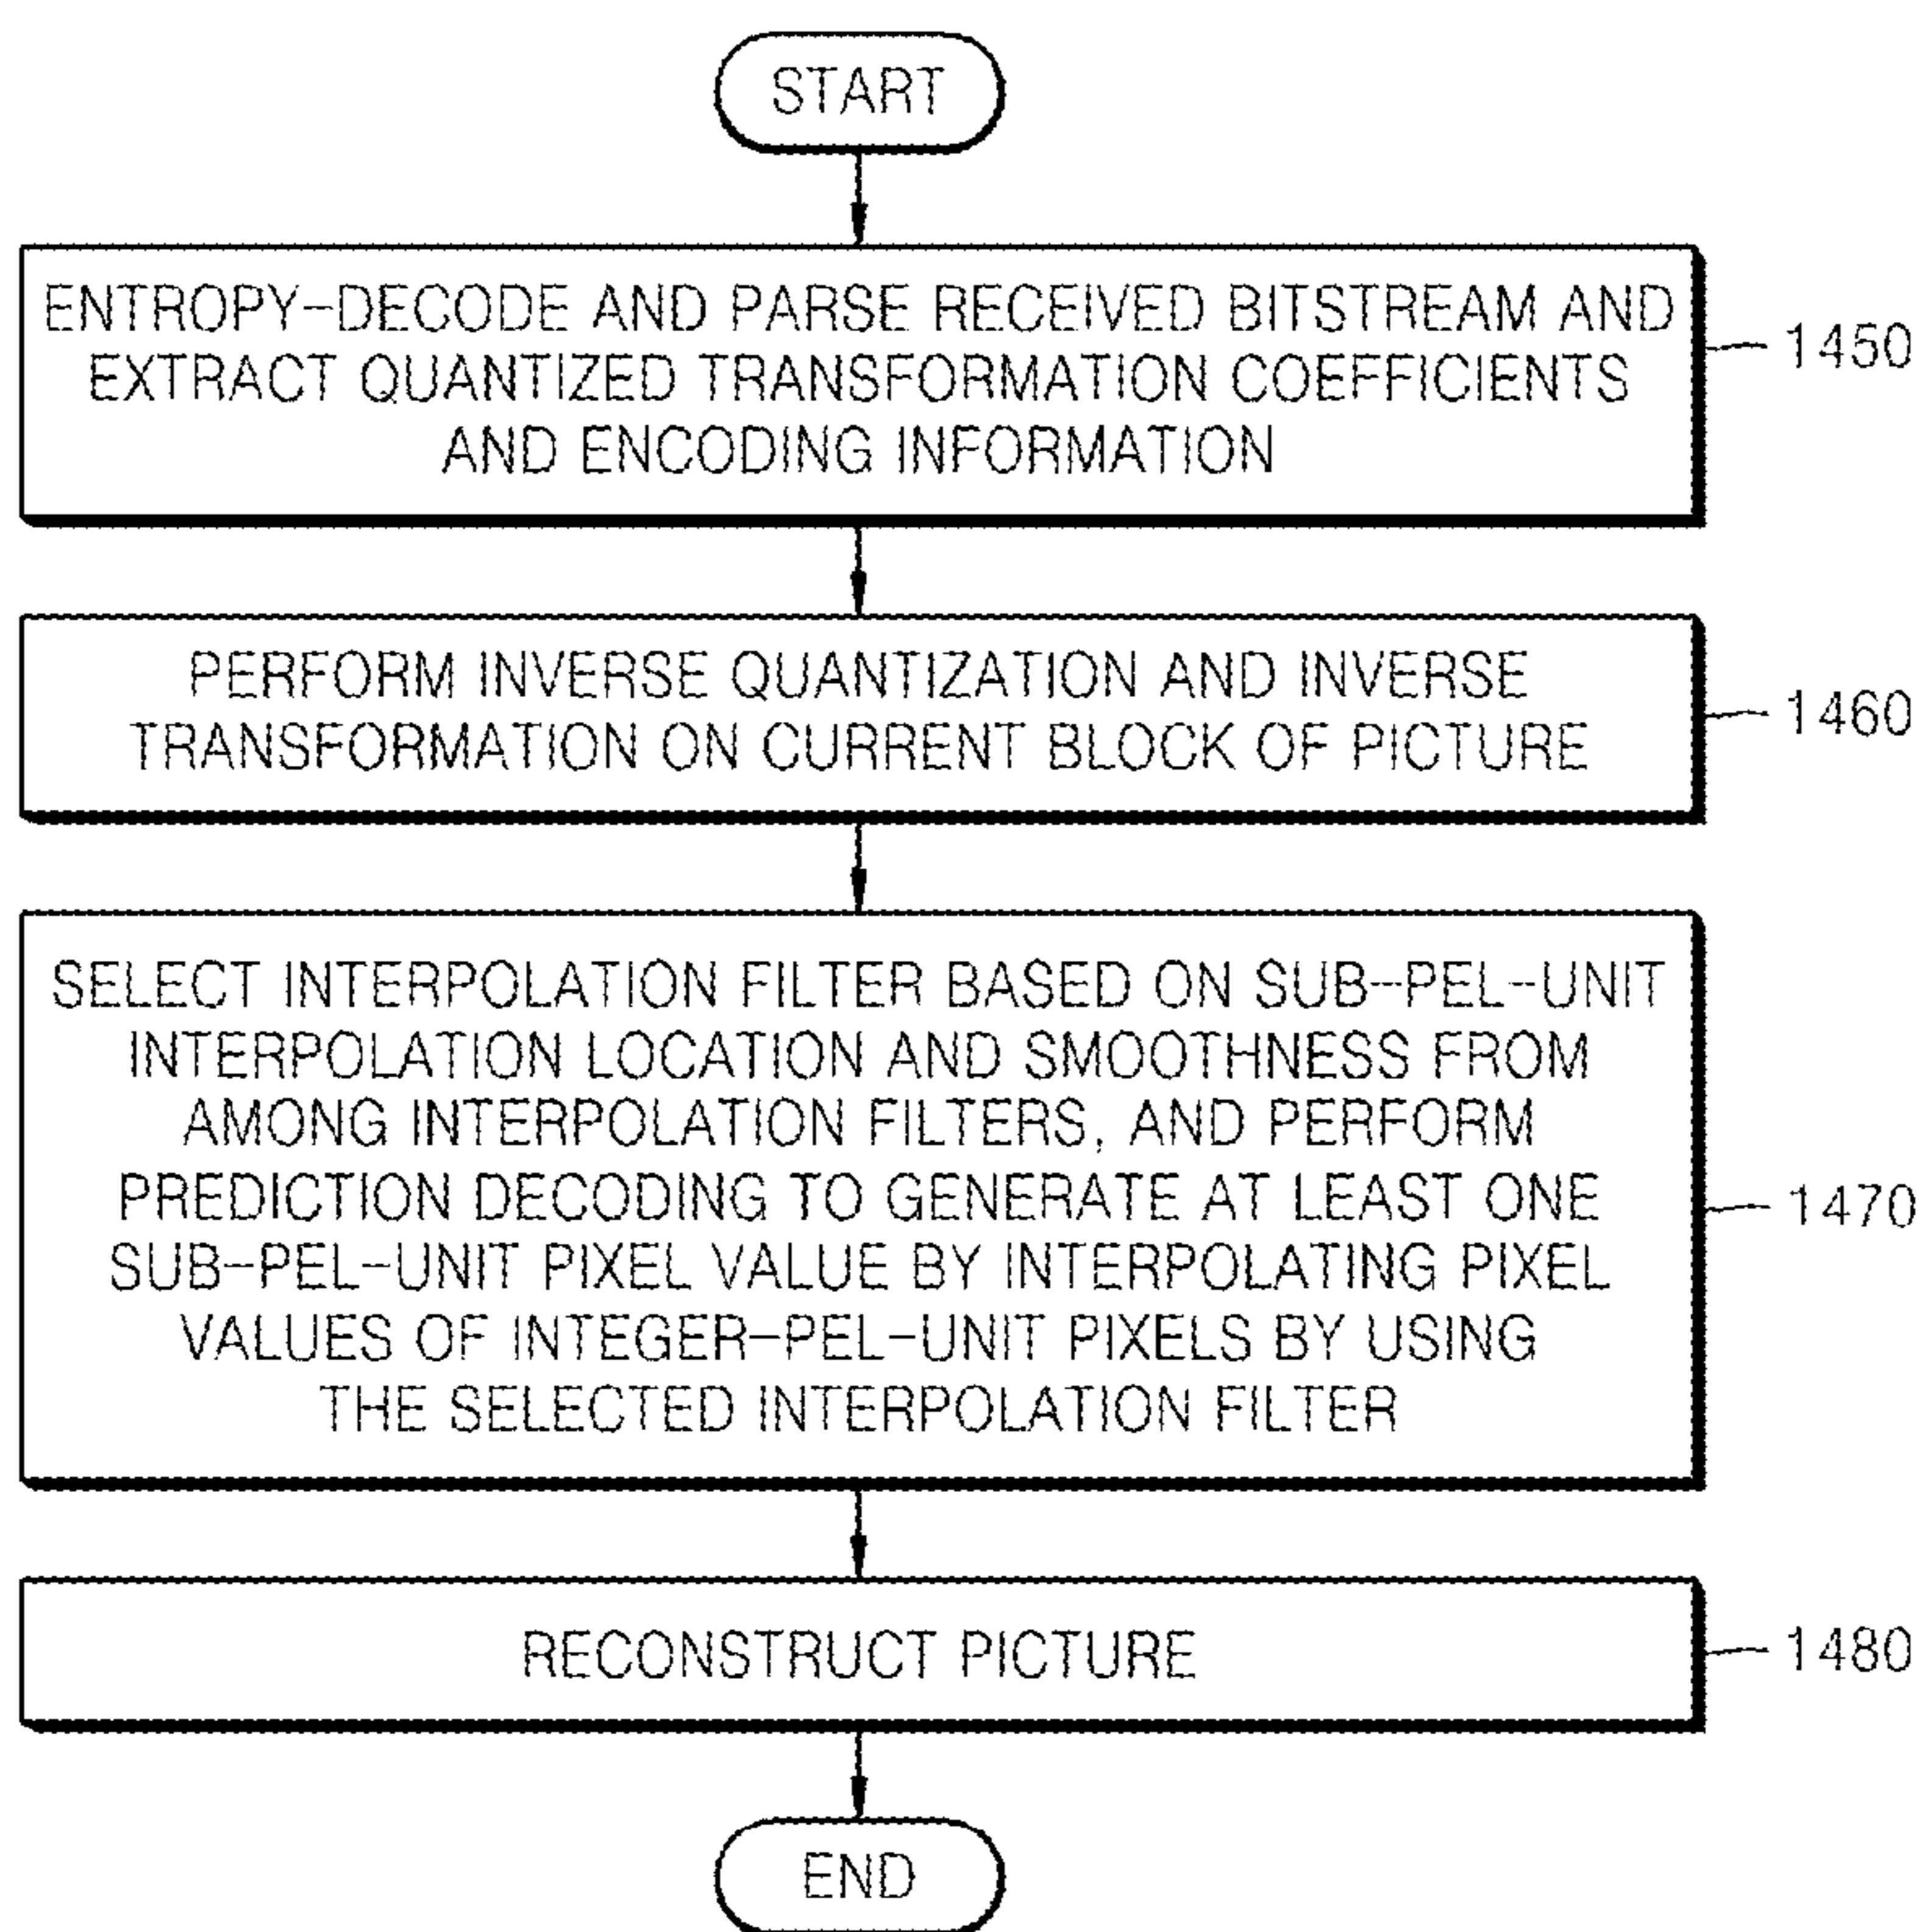 START
ENTROPY-DECODE AND PARSE RECEIVED BITSTREAM AND
EXTRACT QUANTIZED TRANSFORMATION COEFFICIENTS
AND ENCODING INFORMATION
1450
PERFORM INVERSE QUANTIZATION AND INVERSE
TRANSFORMATION ON CURRENT BLOCK OF PICTURE
1460
SELECT INTERPOLATION FILTER BASED ON SUB-PEL-UNIT
INTERPOLATION LOCATION AND SMOOTHNESS FROM
AMONG INTERPOLATION FILTERS, AND PERFORM
PREDICTION DECODING TO GENERATE AT LEAST ONE
SUB-PEL-UNIT PIXEL VALUE BY INTERPOLATING PIXEL
VALUES OF INTEGER-PEL-UNIT PIXELS BY USING
THE SELECTED INTERPOLATION FILTER
1470
RECONSTRUCT PICTURE
1480
END